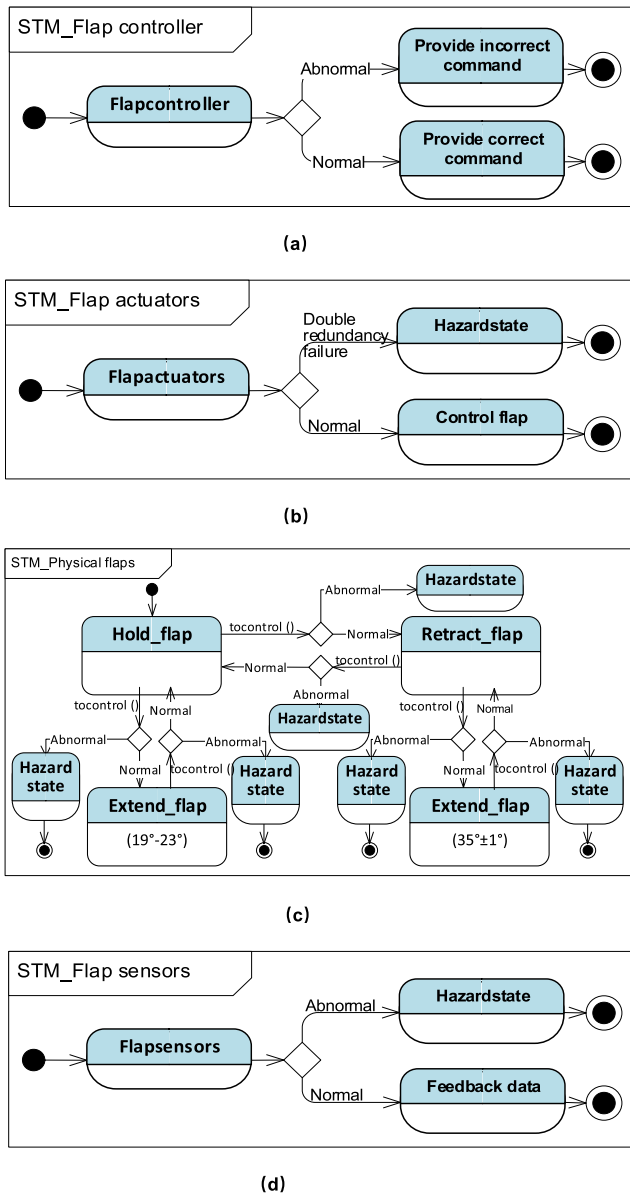 STM_Flap controller
Flapcontroller
Abnormal
Provide incorrect
command
Normal
Provide correct
command
(a)
STM_Flap actuators
Flapactuators
Double
redundancy
failure
Hazardstate
Normal
Control flap
(b)
STM_Physical flaps
Hazardstate
Abnormal
Hold_flap
tocontrol ()
Normal
Retract_flap
Normal
tocontrol ()
Abnormal
Hazardstate
tocontrol ()
Normal
Abnormal
Abnormal
Normal
tocontrol ()
Hazard
state
Hazard
state
Extend_flap
(19°-23°)
tocontrol ()
Normal
Abnormal
Abnormal
Normal
tocontrol ()
Hazard
state
Hazard
state
Extend_flap
(35°±1°)
(c)
STM_Flap sensors
Flapsensors
Abnormal
Hazardstate
Normal
Feedback data
(d)